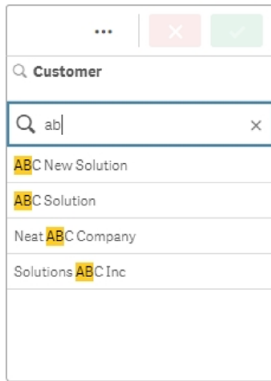 Customer
ab
ABC New Solution
ABC Solution
Neat ABC Company
Solutions ABC Inc